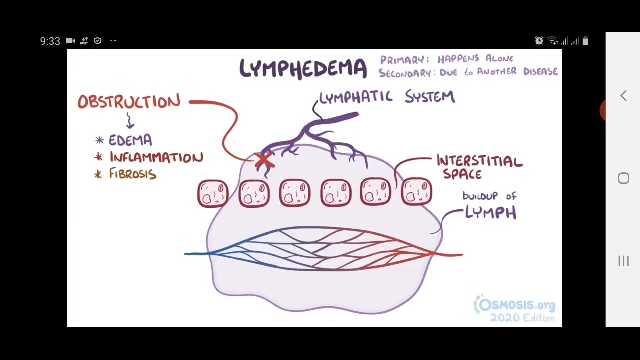 9:33
LYMPHEDEMA
PRIMARY: HAPPENS ALONE
SECONDARY: DUE TO ANOTHER DISEASE
OBSTRUCTION
* EDEMA
* INFLAMMATION
* FIBROSIS
LYMPHATIC SYSTEM
INTERSTITIAL
SPACE
BUILDUP OF
LYMPH
OSMOSIS.org
2020 Edition